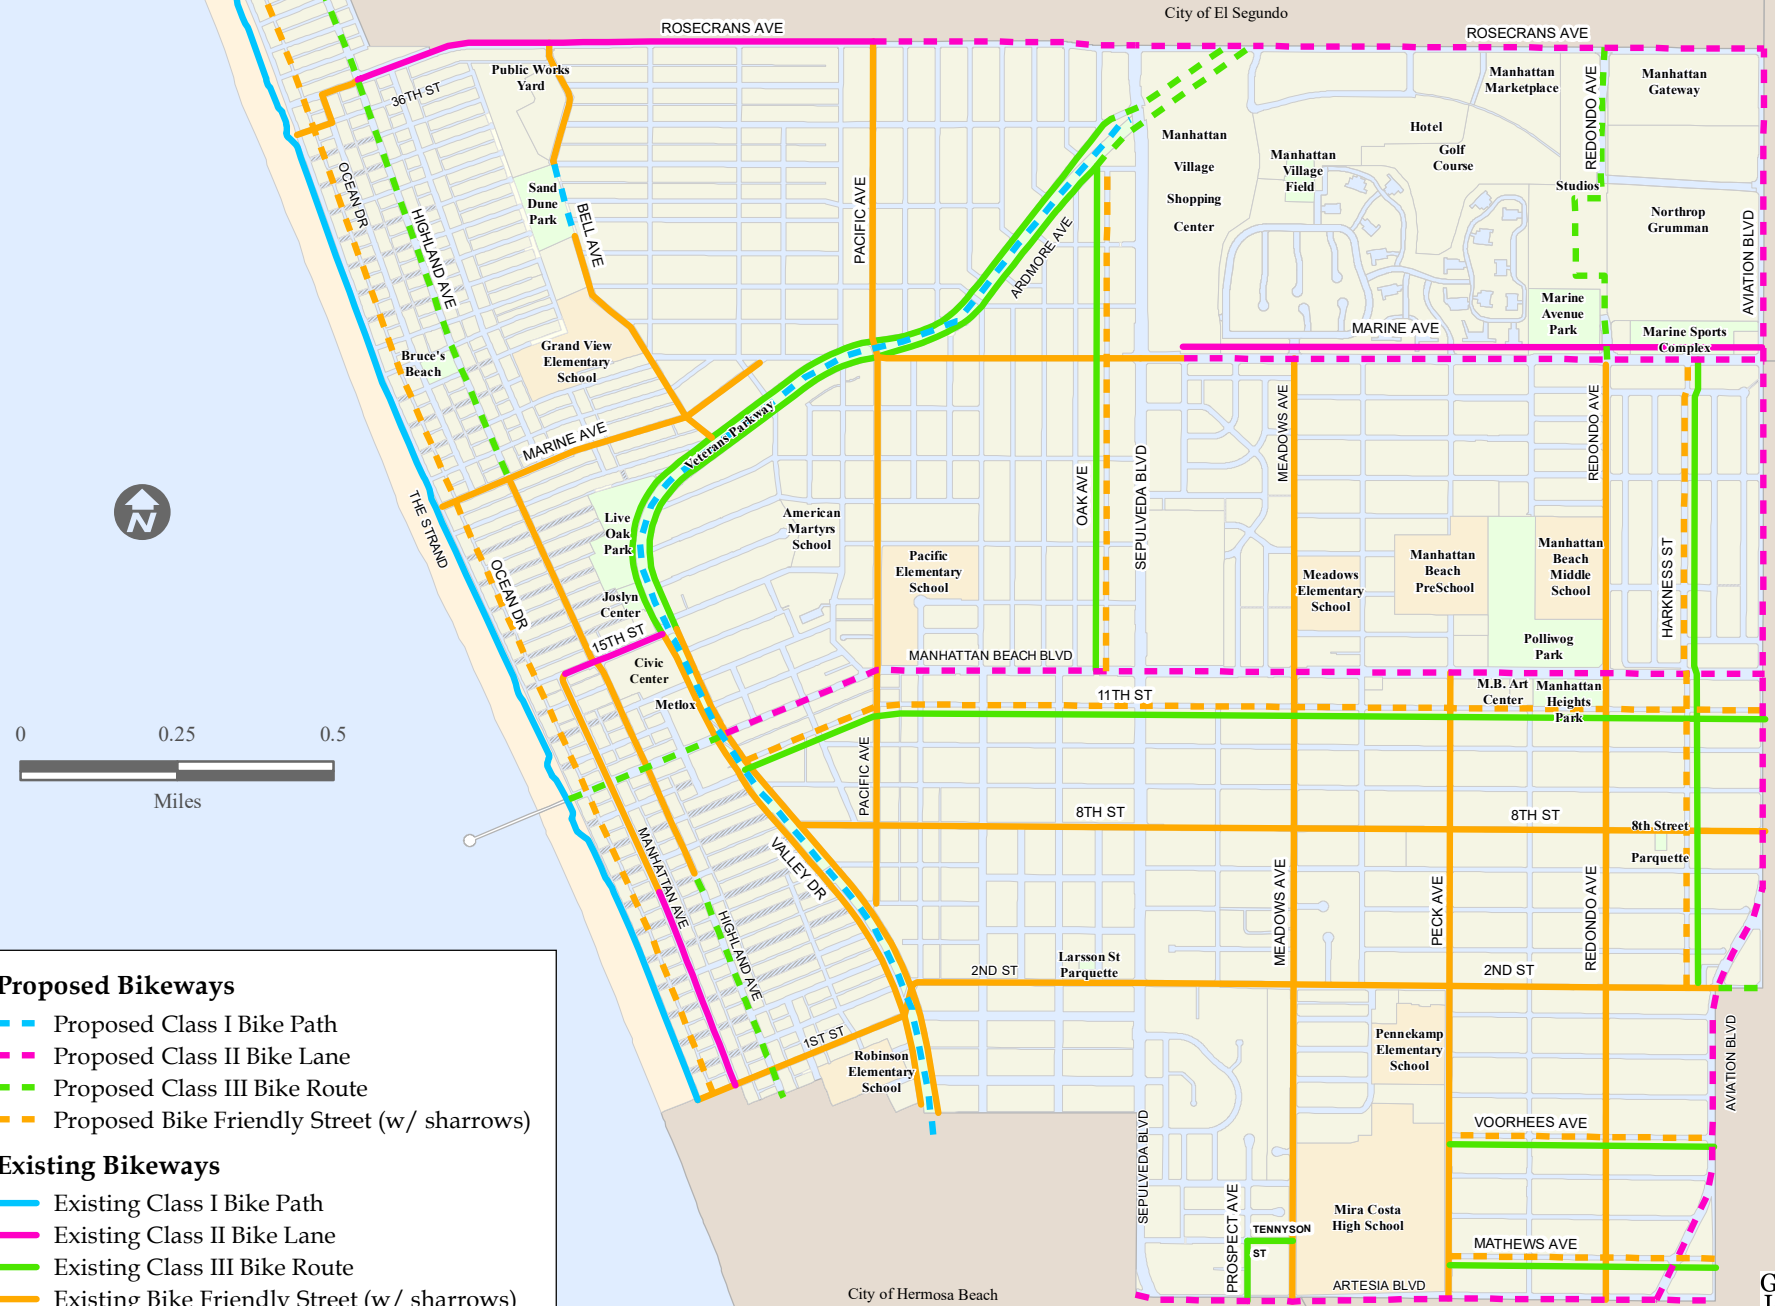 City of El Segundo
ROSECRANS AVE
ROSECRANS AVE
Public Works
Yard
36TH ST
Manhattan
Marketplace
REDONDO AVE
Manhattan
Gateway
Manhattan
Village
Shopping
Center
Manhattan
Village
Field
Hotel
Golf
Course
Studios
Northrop
Grumman
AVIATION BLVD
OCEAN DR
HIGHLAND AVE
Sand
Dune
Park
BELL AVE
PACIFIC AVE
ARDMORE AVE
Marine
Avenue
Park
MARINE AVE
Marine Sports
Complex
Bruce's
Beach
Grand View
Elementary
School
MARINE AVE
Veterans Parkway
MEADOWS AVE
REDONDO AVE
N
THE STRAND
OCEAN DR
Live
Oak
Park
American
Martyrs
School
OAK AVE
SEPULVEDA BLVD
Pacific
Elementary
School
Meadows
Elementary
School
Manhattan
Beach
PreSchool
Manhattan
Beach
Middle
School
HARKNESS ST
Joslyn
Center
15TH ST
Civic
Center
Metlox
MANHATTAN BEACH BLVD
Polliwog
Park
11TH ST
M.B. Art
Center
Manhattan
Heights
Park
0 0.25 0.5
Miles
PACIFIC AVE
8TH ST
8TH ST
8th Street
Parquette
MANHATTAN AVE
VALLEY DR
HIGHLAND AVE
MEADOWS AVE
PECK AVE
REDONDO AVE
2ND ST
Larsson St
Parquette
2ND ST
1ST ST
Robinson
Elementary
School
Pennekamp
Elementary
School
AVIATION BLVD
VOORHEES AVE
SEPULVEDA BLVD
PROSPECT AVE
TENNYSON
ST
Mira Costa
High School
MATHEWS AVE
ARTESIA BLVD
City of Hermosa Beach
G
Proposed Bikeways
Proposed Class I Bike Path
Proposed Class II Bike Lane
Proposed Class III Bike Route
Proposed Bike Friendly Street (w/ sharrows)
Existing Bikeways
Existing Class I Bike Path
Existing Class II Bike Lane
Existing Class III Bike Route
Existing Bike Friendly Street (w/ sharrows)